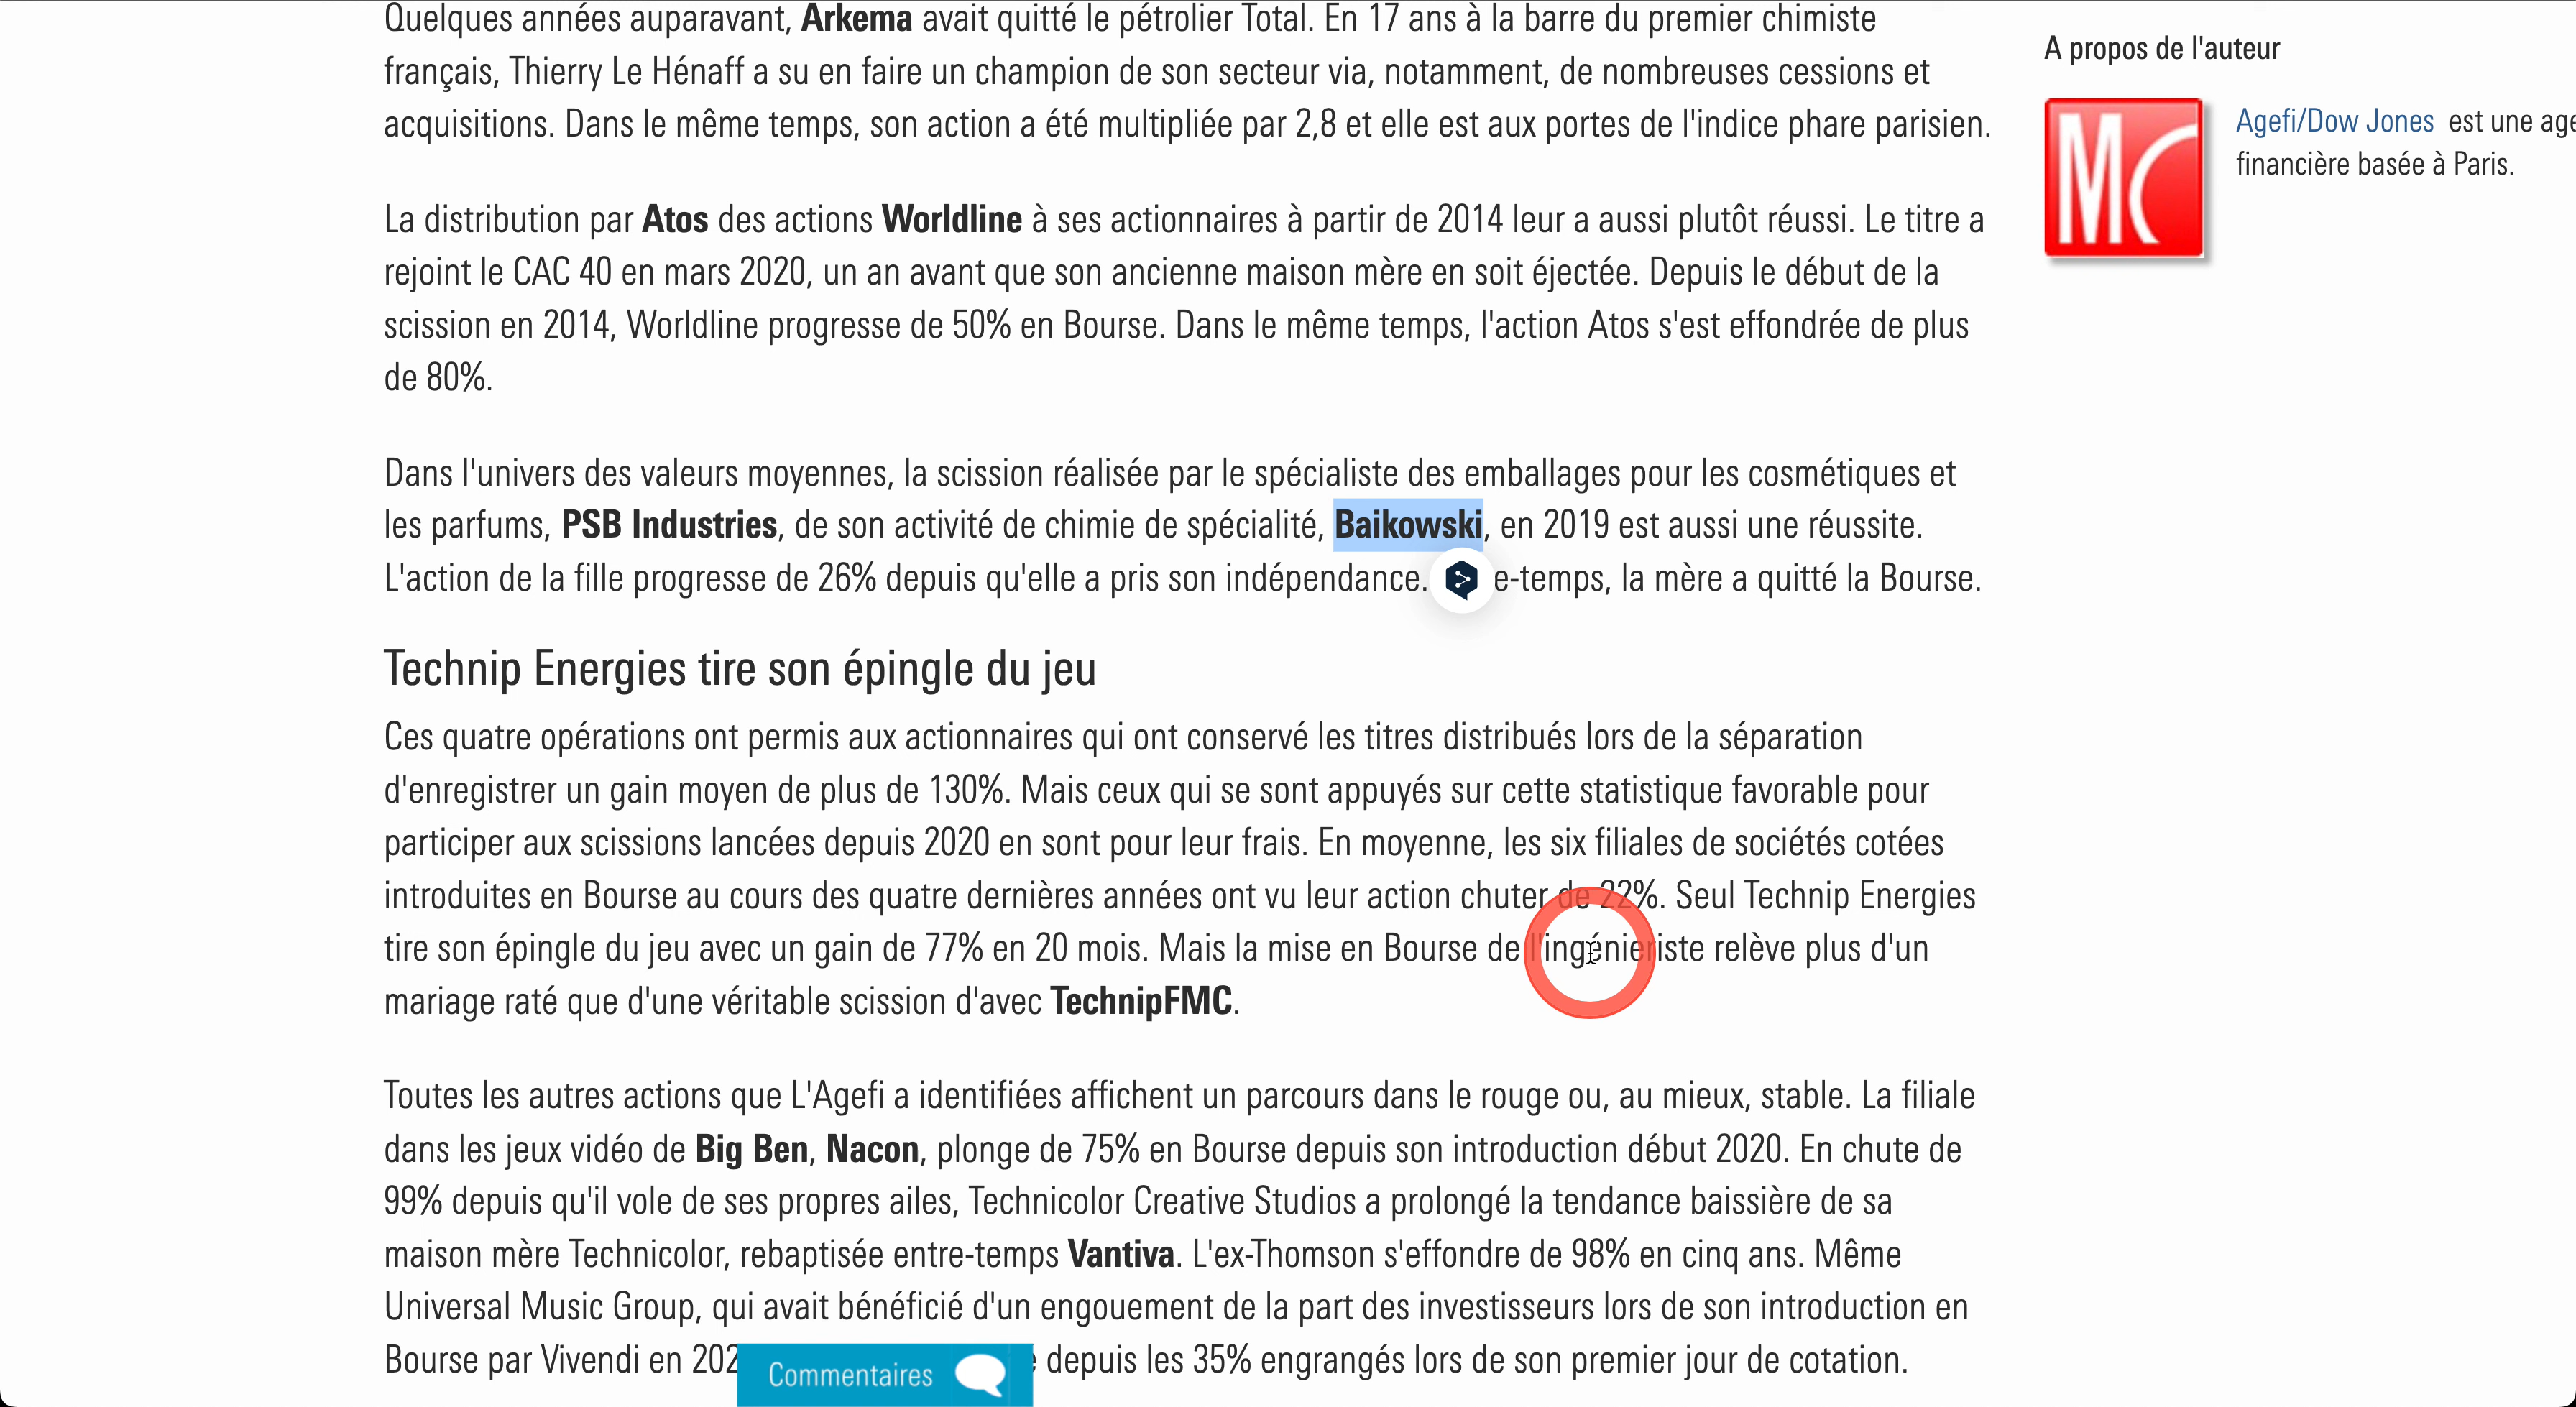 Quelques années auparavant, Arkema avait quitté le pétrolier Total. En 17 ans à la barre du premier chimiste
français, Thierry Le Hénaff a su en faire un champion de son secteur via, notamment, de nombreuses cessions et
acquisitions. Dans le même temps, son action a été multipliée par 2,8 et elle est aux portes de l'indice phare parisien.
La distribution par Atos des actions Worldline à ses actionnaires à partir de 2014 leur a aussi plutôt réussi. Le titre a
rejoint le CAC 40 en mars 2020, un an avant que son ancienne maison mère en soit éjectée. Depuis le début de la
scission en 2014, Worldline progresse de 50% en Bourse. Dans le même temps, l'action Atos s'est effondrée de plus
de 80%.
Dans l'univers des valeurs moyennes, la scission réalisée par le spécialiste des emballages pour les cosmétiques et
les parfums, PSB Industries, de son activité de chimie de spécialité, Baikowski, en 2019 est aussi une réussite.
L'action de la fille progresse de 26% depuis qu'elle a pris son indépendance. e-temps, la mère a quitté la Bourse.
Technip Energies tire son épingle du jeu
Ces quatre opérations ont permis aux actionnaires qui ont conservé les titres distribués lors de la séparation
d'enregistrer un gain moyen de plus de 130%. Mais ceux qui se sont appuyés sur cette statistique favorable pour
participer aux scissions lancées depuis 2020 en sont pour leur frais. En moyenne, les six filiales de sociétés cotées
introduites en Bourse au cours des quatre dernières années ont vu leur action chuter de 22%. Seul Technip Energies
tire son épingle du jeu avec un gain de 77% en 20 mois. Mais la mise en Bourse de l'ingénieriste relève plus d'un
mariage raté que d'une véritable scission d'avec TechnipFMC.
Toutes les autres actions que L'Agefi a identifiées affichent un parcours dans le rouge ou, au mieux, stable. La filiale
dans les jeux vidéo de Big Ben, Nacon, plonge de 75% en Bourse depuis son introduction début 2020. En chute de
99% depuis qu'il vole de ses propres ailes, Technicolor Creative Studios a prolongé la tendance baissière de sa
maison mère Technicolor, rebaptisée entre-temps Vantiva. L'ex-Thomson s'effondre de 98% en cinq ans. Même
Universal Music Group, qui avait bénéficié d'un engouement de la part des investisseurs lors de son introduction en
Bourse par Vivendi en 202 depuis les 35% engrangés lors de son premier jour de cotation.
Commentaires
A propos de l'auteur
MC
Agefi/Dow Jones est une age
financière basée à Paris.